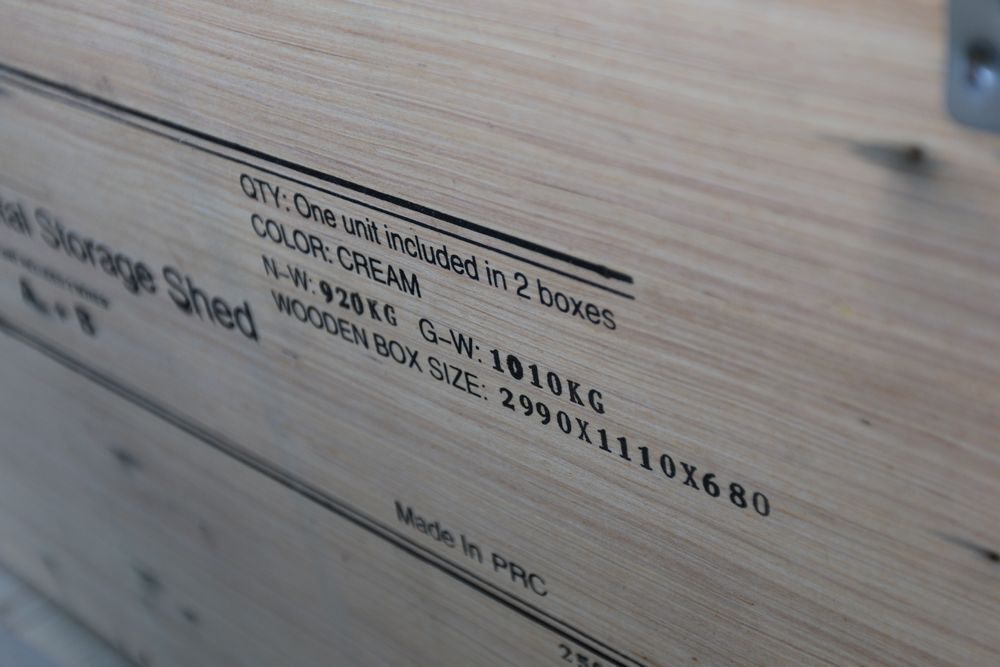 Storage Shed
QTY: One unit included in 2 boxes
COLOR: CREAM
N-W: 920KG G-W: 1010KG
WOODEN BOX SIZE: 2990X1110X680
Made In PRC